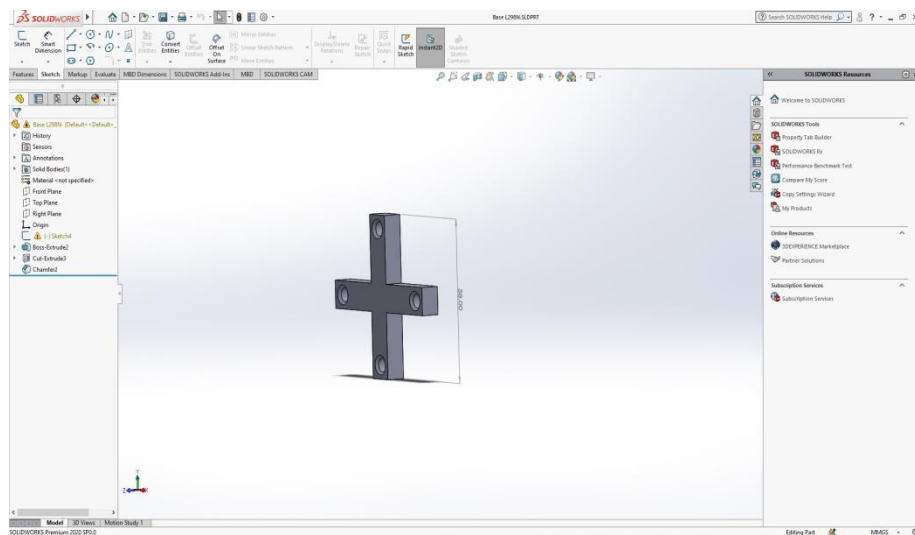 SOLIDWORKS
Base L298N.SLDPRT
Search SOLIDWORKS Help
Sketch
Smart Dimension
Trim Entities
Convert Entities
Offset Entities
Offset On Surface
Mirror Entities
Linear Sketch Pattern
Move Entities
Display/Delete Relations
Repair Sketch
Quick Snaps
Rapid Sketch
Instant2D
Shaded Sketch Contours
Features Sketch Markup Evaluate MBD Dimensions SOLIDWORKS Add-Ins MBD SOLIDWORKS CAM
Base L298N (Default<<Default>_
History
Sensors
Annotations
Solid Bodies(1)
Material <not specified>
Front Plane
Top Plane
Right Plane
Origin
(-) Sketch4
Boss-Extrude2
Cut-Extrude3
Chamfer2
SOLIDWORKS Resources
Welcome to SOLIDWORKS
SOLIDWORKS Tools
Property Tab Builder
SOLIDWORKS Rx
Performance Benchmark Test
Compare My Score
Copy Settings Wizard
My Products
Online Resources
3DEXPERIENCE Marketplace
Partner Solutions
Subscription Services
Subscription Services
Y
Z
Model 3D Views Motion Study 1
SOLIDWORKS Premium 2020 SP0.0
Editing Part
MMGS